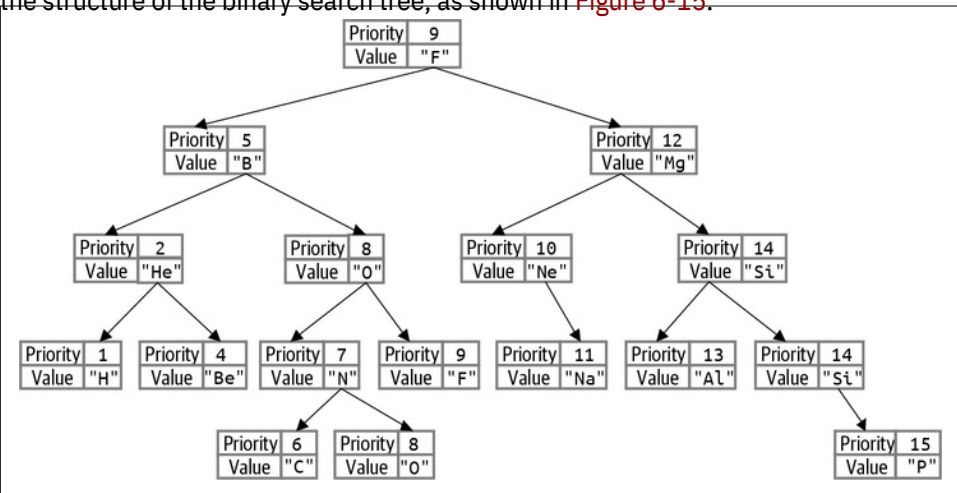 the structure of the binary search tree, as shown in Figure 6-15.
Priority 9
Value "F"
Priority 5
Value "B"
Priority 12
Value "Mg"
Priority 2
Value "He"
Priority 8
Value "O"
Priority 10
Value "Ne"
Priority 14
Value "Si"
Priority 1
Value "H"
Priority 4
Value "Be"
Priority 7
Value "N"
Priority 9
Value "F"
Priority 11
Value "Na"
Priority 13
Value "Al"
Priority 14
Value "Si"
Priority 6
Value "C"
Priority 8
Value "O"
Priority 15
Value "P"